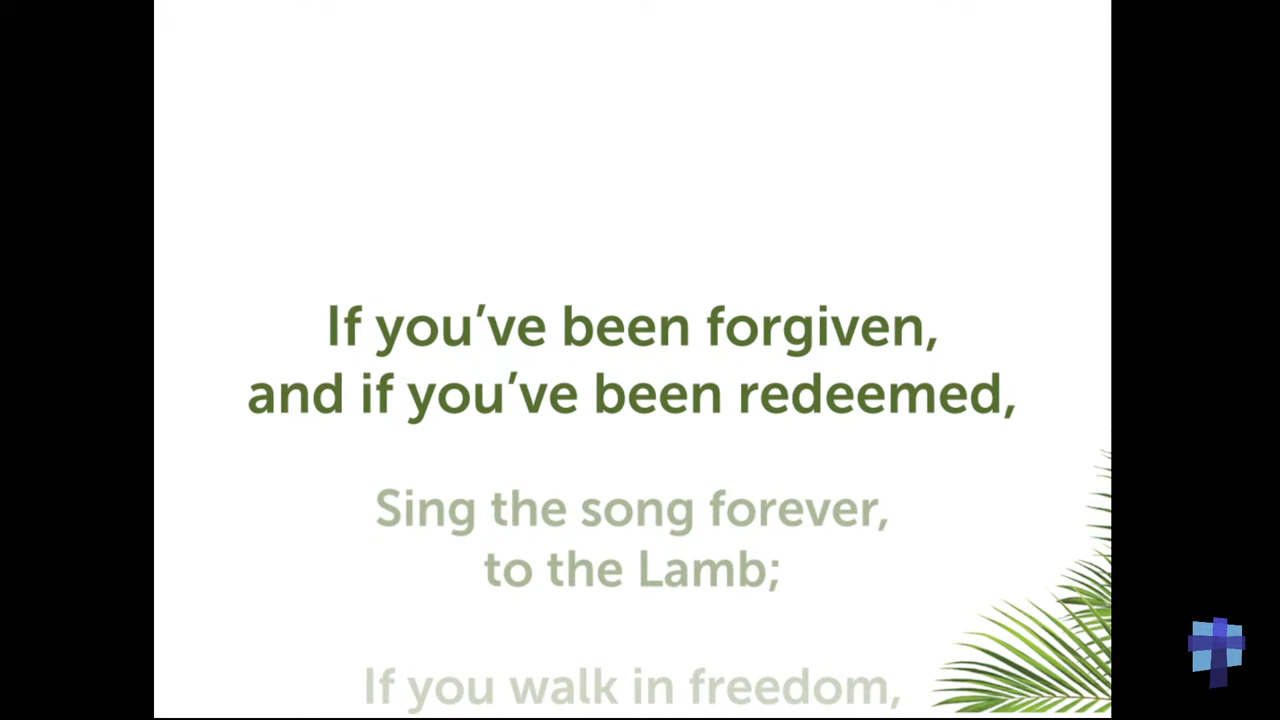 If you’ve been forgiven,
and if you’ve been redeemed,
Sing the song forever,
to the Lamb;
If you walk in freedom,